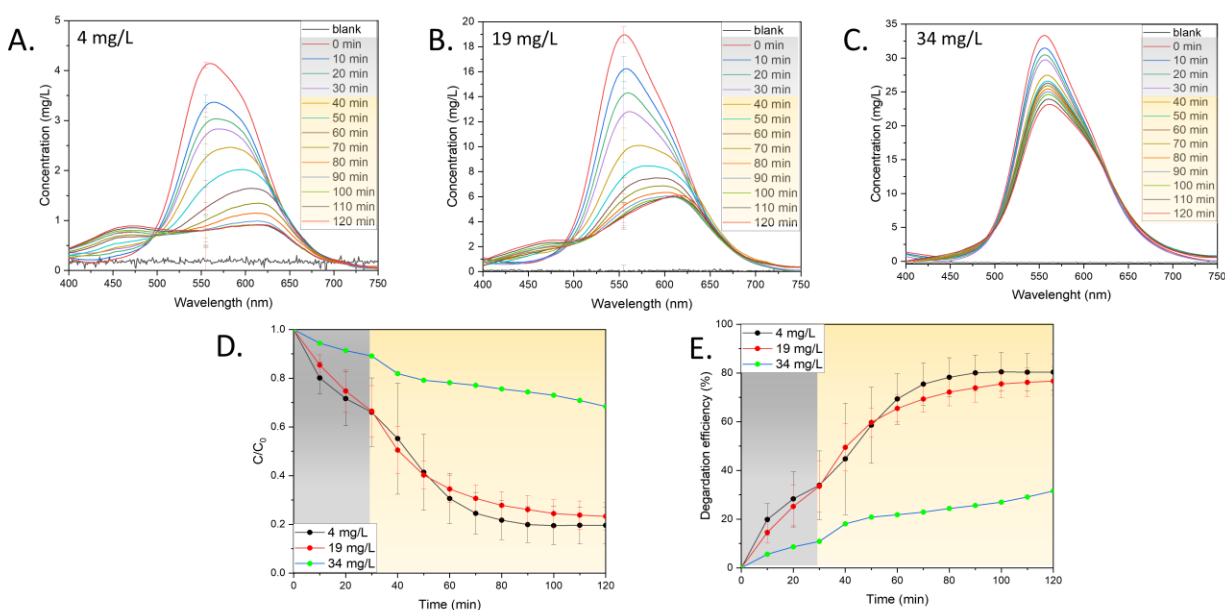 A.
4 mg/L
Concentration (mg/L)
5
4
3
2
1
0
400 450 500 550 600 650 700 750
Wavelength (nm)
blank
0 min
10 min
20 min
30 min
40 min
50 min
60 min
70 min
80 min
90 min
100 min
110 min
120 min
B.
19 mg/L
Concentration (mg/L)
20
18
16
14
12
10
8
6
4
2
0
400 450 500 550 600 650 700 750
Wavelength (nm)
blank
0 min
10 min
20 min
30 min
40 min
50 min
60 min
70 min
80 min
90 min
100 min
110 min
120 min
C.
34 mg/L
Concentration (mg/L)
35
30
25
20
15
10
5
0
400 450 500 550 600 650 700 750
Wavelenght (nm)
blank
0 min
10 min
20 min
30 min
40 min
50 min
60 min
70 min
80 min
90 min
100 min
110 min
120 min
D.
C/C0
1.0
0.8
0.6
0.4
0.2
0.0
4 mg/L
19 mg/L
34 mg/L
0 20 40 60 80 100 120
Time (min)
E.
Degardation efficiency (%)
100
80
60
40
20
0
4 mg/L
19 mg/L
34 mg/L
0 20 40 60 80 100 120
Time (min)